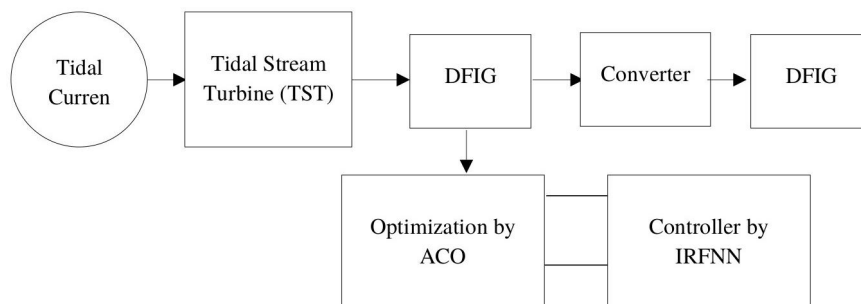 Tidal
Curren
Tidal Stream
Turbine (TST)
DFIG
Converter
DFIG
Optimization by
ACO
Controller by
IRFNN